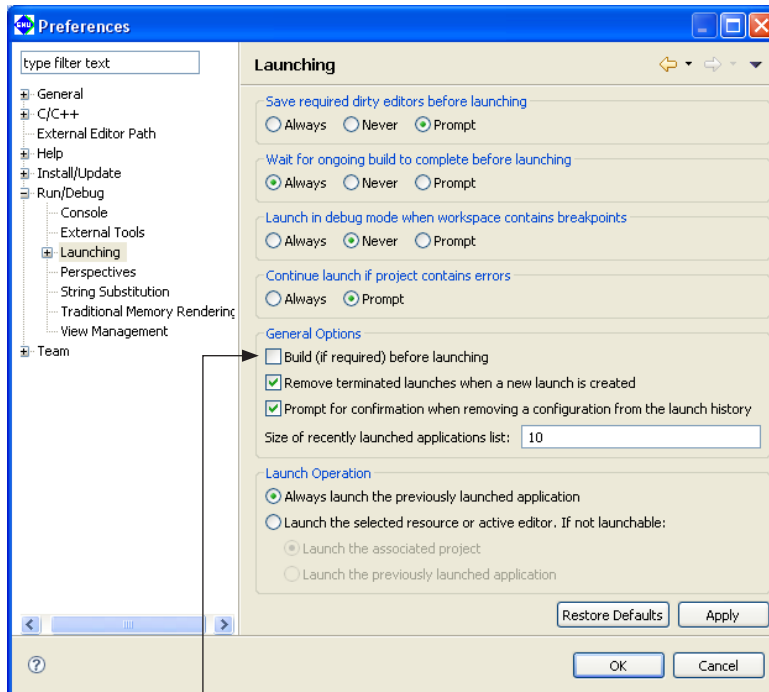 GNU Preferences
type filter text
General
C/C++
External Editor Path
Help
Install/Update
Run/Debug
Console
External Tools
Launching
Perspectives
String Substitution
Traditional Memory Rendering
View Management
Team
Launching
Save required dirty editors before launching
Always Never Prompt
Wait for ongoing build to complete before launching
Always Never Prompt
Launch in debug mode when workspace contains breakpoints
Always Never Prompt
Continue launch if project contains errors
Always Prompt
General Options
Build (if required) before launching
Remove terminated launches when a new launch is created
Prompt for confirmation when removing a configuration from the launch history
Size of recently launched applications list: 10
Launch Operation
Always launch the previously launched application
Launch the selected resource or active editor. If not launchable:
Launch the associated project
Launch the previously launched application
Restore Defaults Apply
? OK Cancel